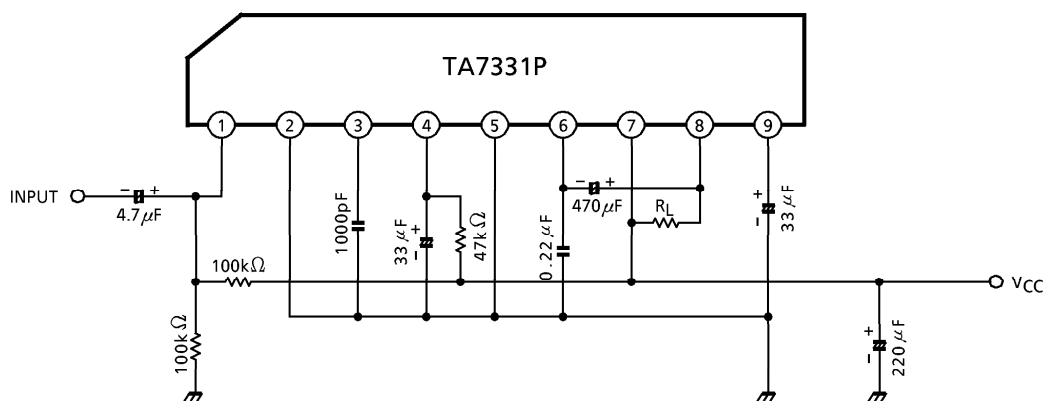 TA7331P
1 2 3 4 5 6 7 8 9
INPUT
− +
4.7μF
1000pF
33μF
+
−
47kΩ
0.22μF
− +
470μF
RL
+
−
33μF
100kΩ
100kΩ
VCC
+
−
220μF